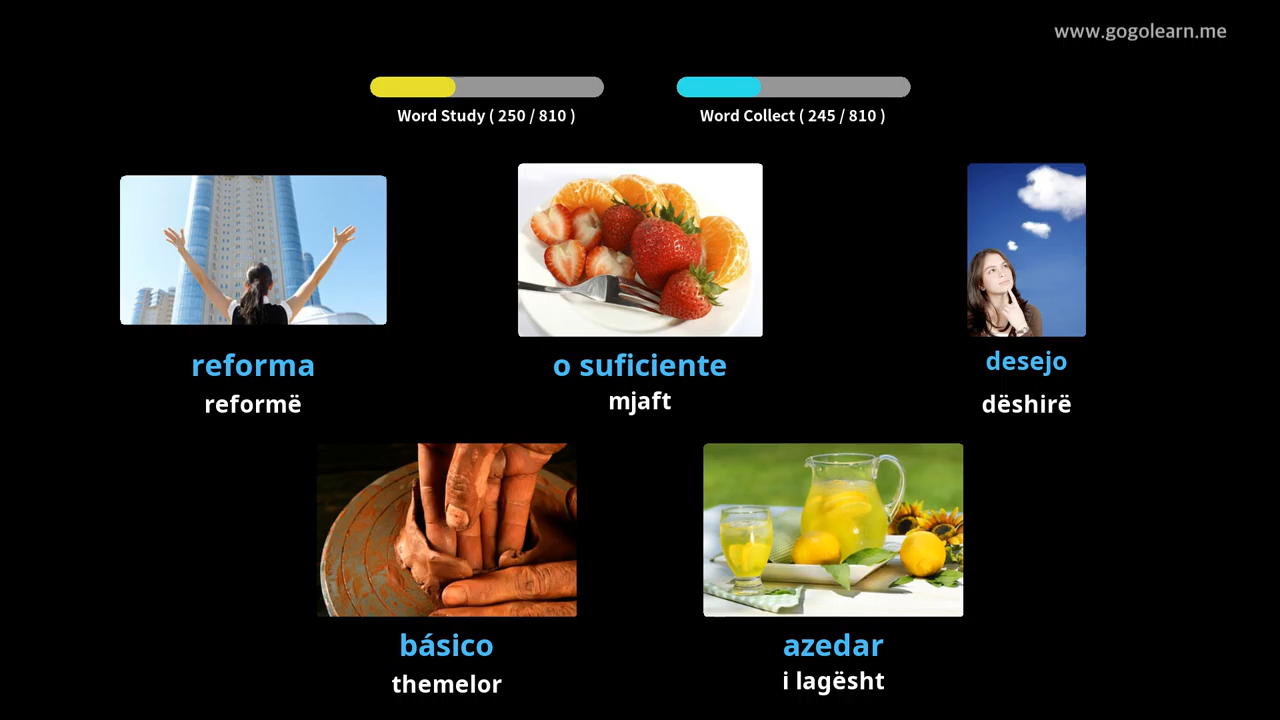 www.gogolearn.me
Word Study ( 250 / 810 )
Word Collect ( 245 / 810 )
reforma
reformë
o suficiente
mjaft
desejo
dëshirë
básico
themelor
azedar
i lagësht